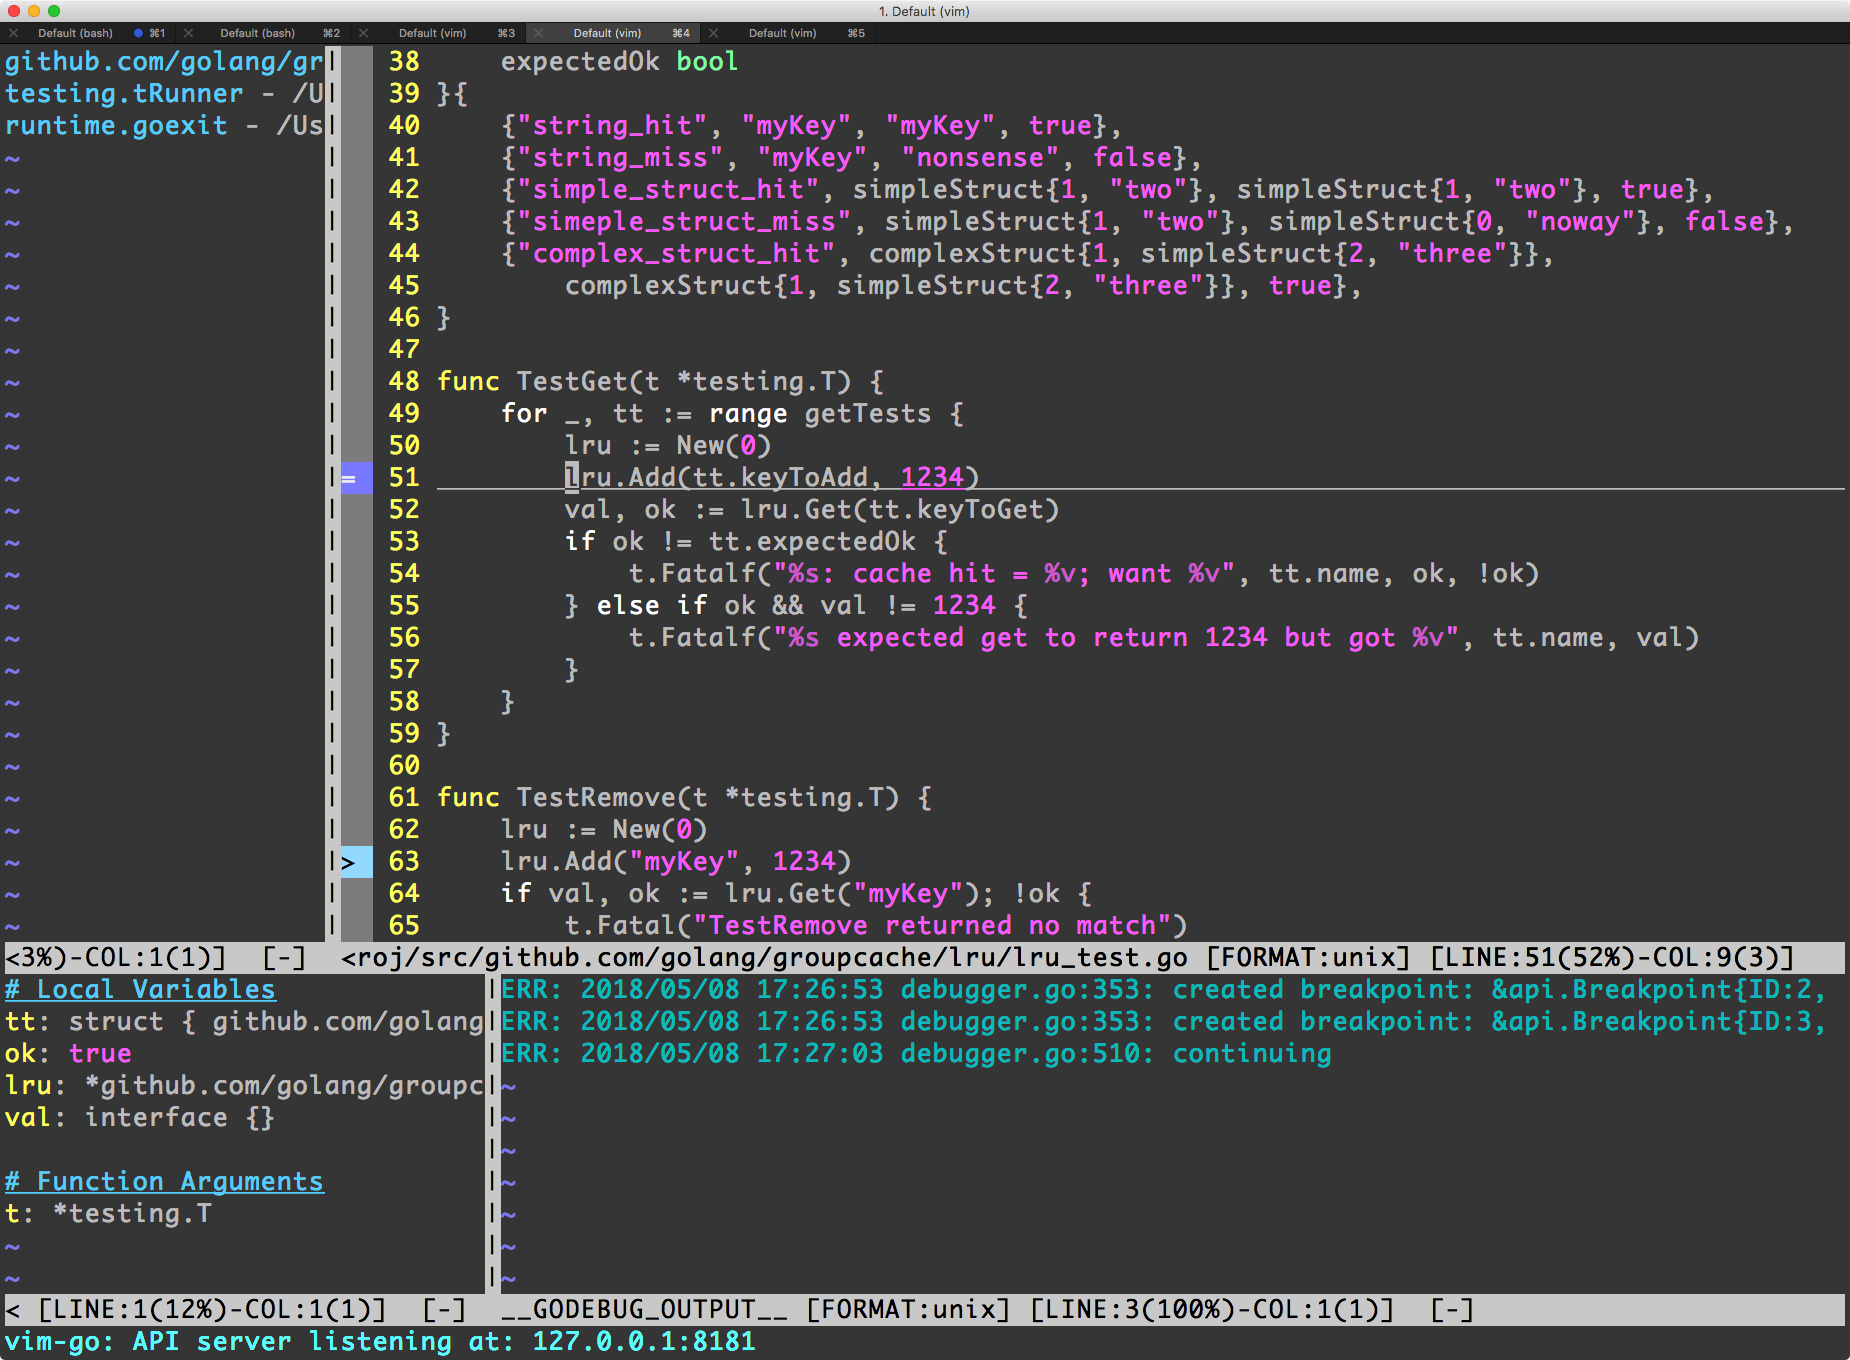 1. Default (vim)
Default (bash) ⌘1 Default (bash) ⌘2 Default (vim) ⌘3 Default (vim) ⌘4 Default (vim) ⌘5
github.com/golang/gr
testing.tRunner - /U
runtime.goexit - /Us
38     expectedOk bool
39 }{
40     {"string_hit", "myKey", "myKey", true},
41     {"string_miss", "myKey", "nonsense", false},
42     {"simple_struct_hit", simpleStruct{1, "two"}, simpleStruct{1, "two"}, true},
43     {"simeple_struct_miss", simpleStruct{1, "two"}, simpleStruct{0, "noway"}, false},
44     {"complex_struct_hit", complexStruct{1, simpleStruct{2, "three"}},
45         complexStruct{1, simpleStruct{2, "three"}}, true},
46 }
47
48 func TestGet(t *testing.T) {
49     for _, tt := range getTests {
50         lru := New(0)
= 51         lru.Add(tt.keyToAdd, 1234)
52         val, ok := lru.Get(tt.keyToGet)
53         if ok != tt.expectedOk {
54             t.Fatalf("%s: cache hit = %v; want %v", tt.name, ok, !ok)
55         } else if ok && val != 1234 {
56             t.Fatalf("%s expected get to return 1234 but got %v", tt.name, val)
57         }
58     }
59 }
60
61 func TestRemove(t *testing.T) {
62     lru := New(0)
> 63     lru.Add("myKey", 1234)
64     if val, ok := lru.Get("myKey"); !ok {
65         t.Fatal("TestRemove returned no match")
<3%)-COL:1(1)] [-] <roj/src/github.com/golang/groupcache/lru/lru_test.go [FORMAT:unix] [LINE:51(52%)-COL:9(3)]
# Local Variables
tt: struct { github.com/golang
ok: true
lru: *github.com/golang/groupc
val: interface {}
# Function Arguments
t: *testing.T
ERR: 2018/05/08 17:26:53 debugger.go:353: created breakpoint: &api.Breakpoint{ID:2,
ERR: 2018/05/08 17:26:53 debugger.go:353: created breakpoint: &api.Breakpoint{ID:3,
ERR: 2018/05/08 17:27:03 debugger.go:510: continuing
< [LINE:1(12%)-COL:1(1)] [-] __GODEBUG_OUTPUT__ [FORMAT:unix] [LINE:3(100%)-COL:1(1)] [-]
vim-go: API server listening at: 127.0.0.1:8181